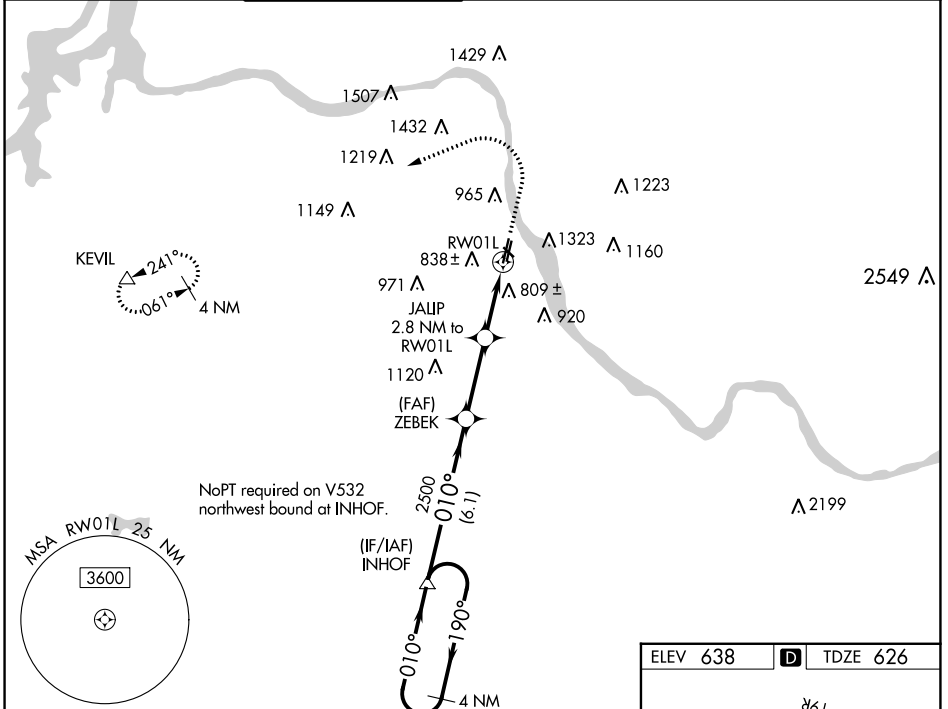 1429
1507
1432
1219
1223
965
1149
RW01L
1323
1160
838±
KEVIL
241°
061°
4 NM
971
809 ±
2549
JALIP
2.8 NM to
RW01L
920
1120
(FAF)
ZEBEK
NoPT required on V532
northwest bound at INHOF.
2500
010°
(6.1)
2199
(IF/IAF)
INHOF
MSA RW01L 25 NM
3600
010°
190°
4 NM
ELEV 638
D
TDZE 626
19R